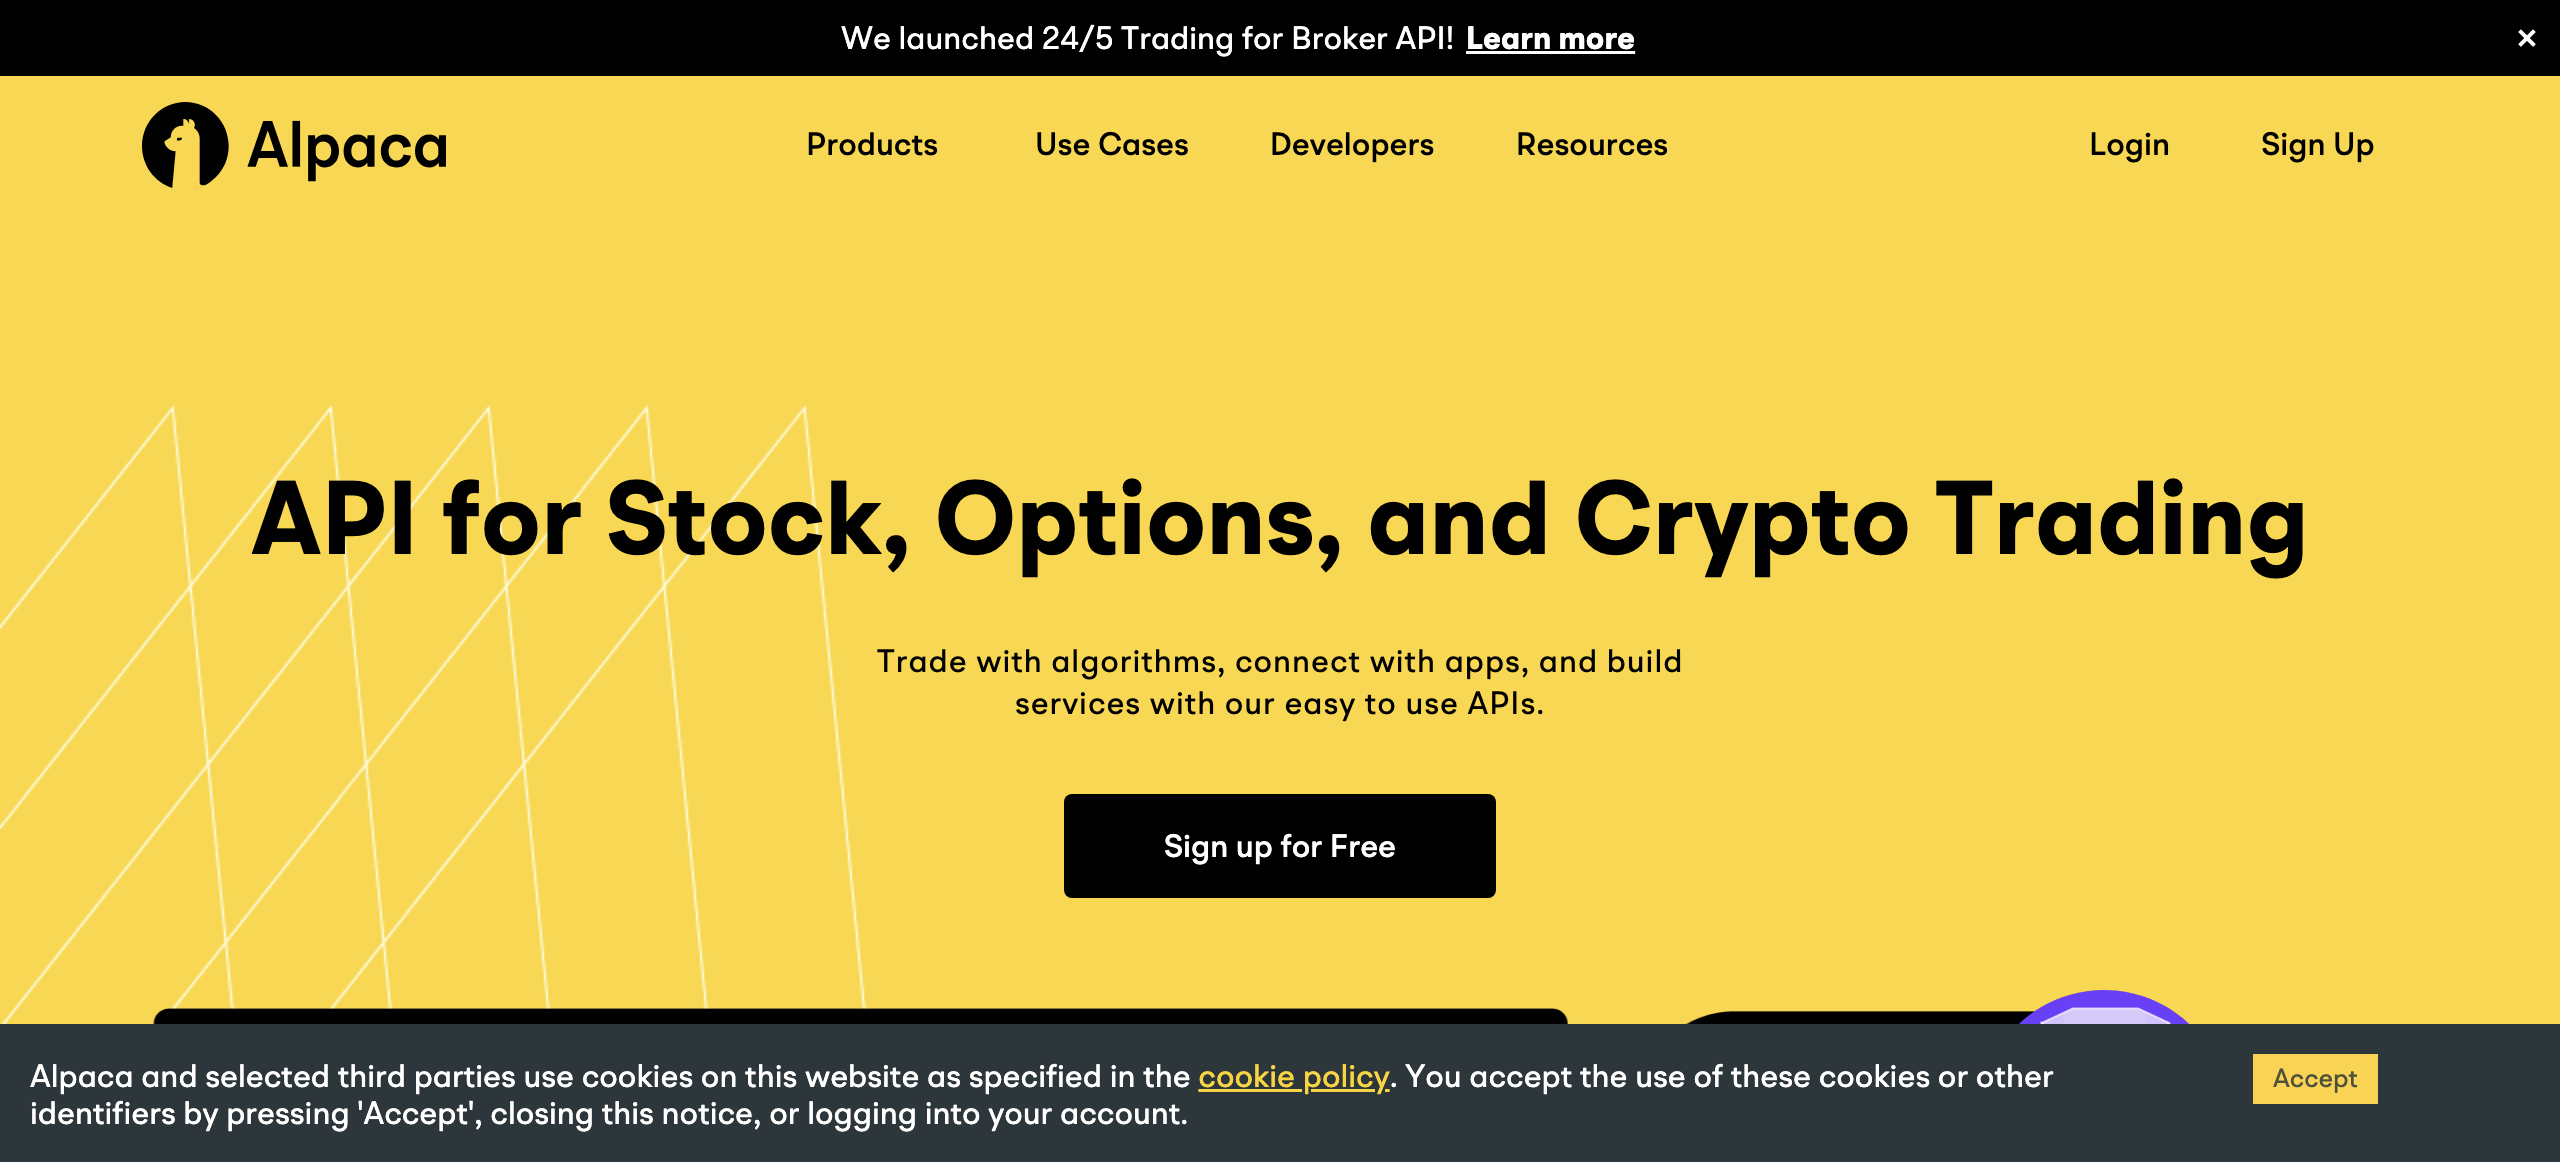 We launched 24/5 Trading for Broker API! Learn more ×
Alpaca Products Use Cases Developers Resources Login Sign Up
API for Stock, Options, and Crypto Trading
Trade with algorithms, connect with apps, and build
services with our easy to use APIs.
Sign up for Free
Alpaca and selected third parties use cookies on this website as specified in the cookie policy. You accept the use of these cookies or other
identifiers by pressing 'Accept', closing this notice, or logging into your account.
Accept